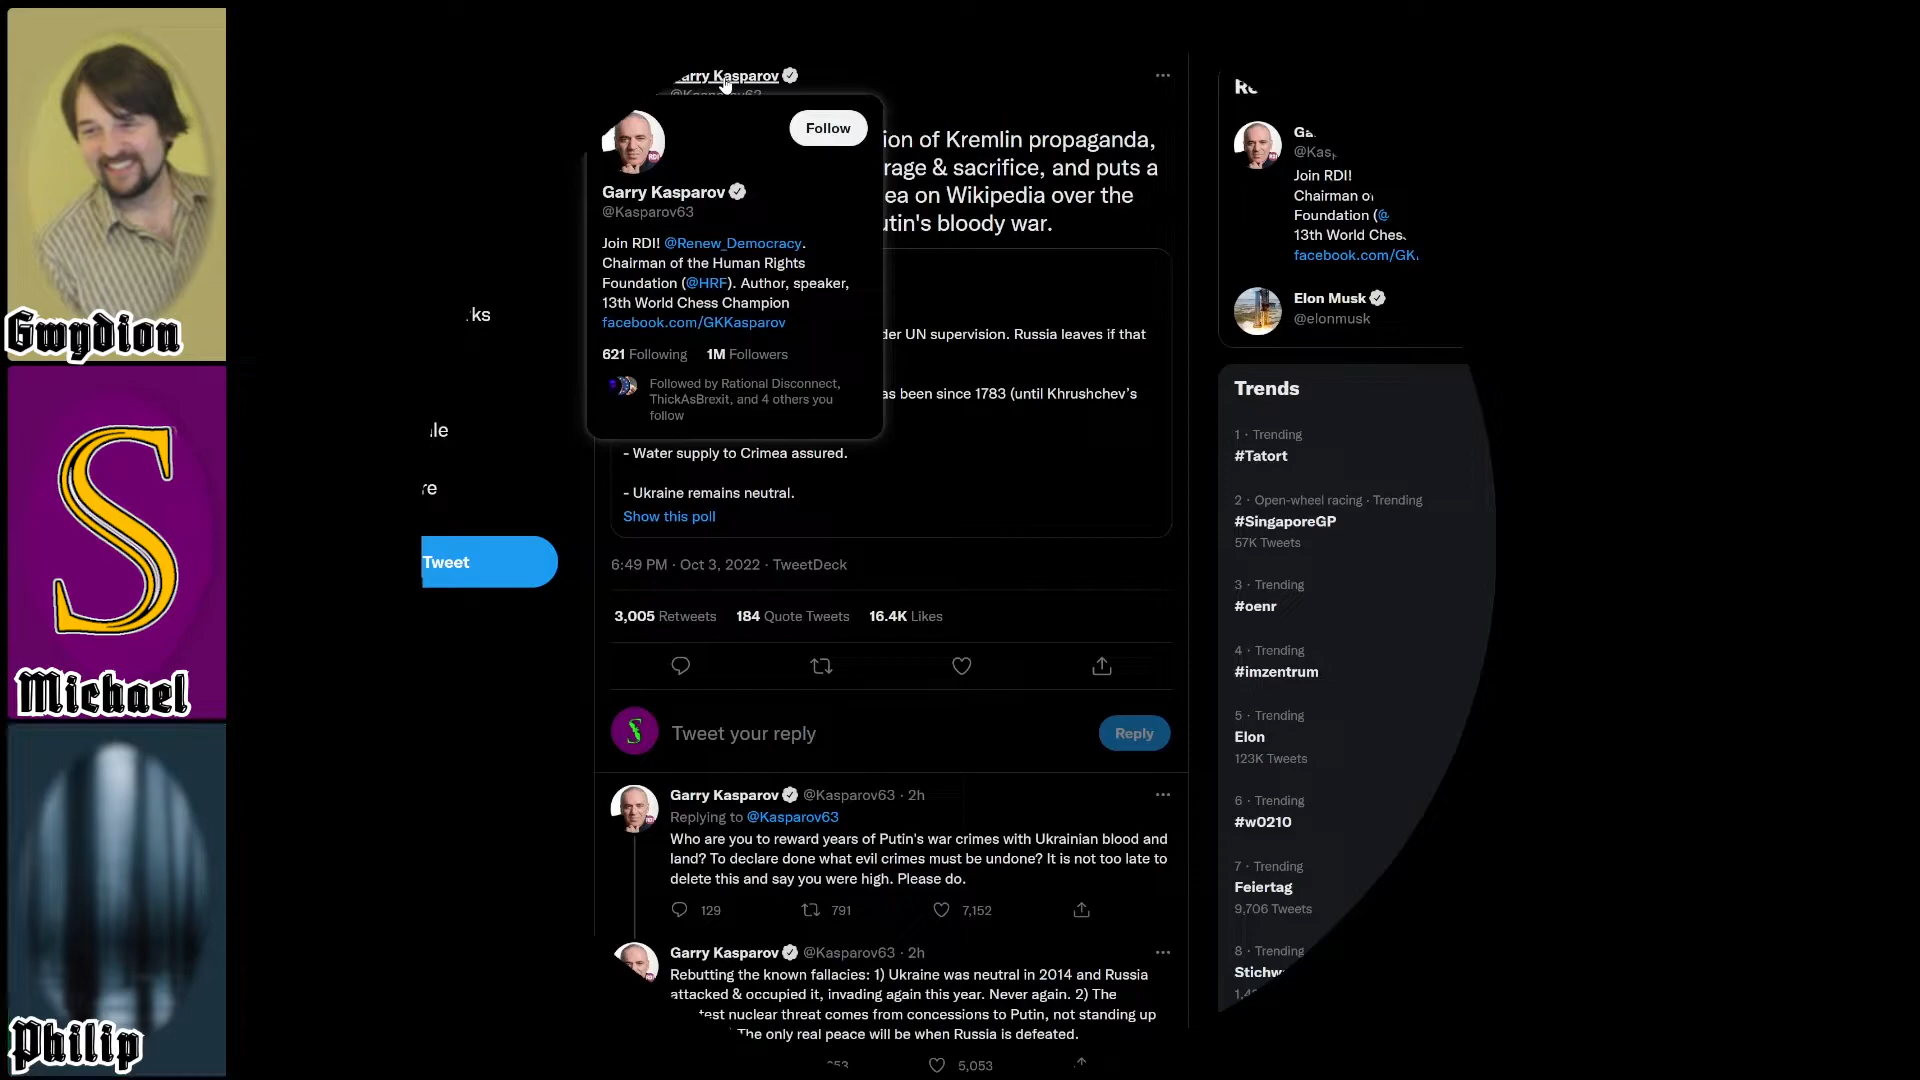 Gwydion
S
Michael
Philip
Tweet
arry Kasparov
Follow
Garry Kasparov
@Kasparov63
Join RDI! @Renew_Democracy.
Chairman of the Human Rights
Foundation (@HRF). Author, speaker,
13th World Chess Champion
facebook.com/GKKasparov
621 Following 1M Followers
Followed by Rational Disconnect,
ThickAsBrexit, and 4 others you
follow
ion of Kremlin propaganda,
rage & sacrifice, and puts a
ea on Wikipedia over the
utin's bloody war.
der UN supervision. Russia leaves if that
as been since 1783 (until Khrushchev's
- Water supply to Crimea assured.
- Ukraine remains neutral.
Show this poll
6:49 PM · Oct 3, 2022 · TweetDeck
3,005 Retweets 184 Quote Tweets 16.4K Likes
S
Tweet your reply
Reply
Garry Kasparov @Kasparov63 · 2h
Replying to @Kasparov63
Who are you to reward years of Putin's war crimes with Ukrainian blood and
land? To declare done what evil crimes must be undone? It is not too late to
delete this and say you were high. Please do.
129 791 7,152
Garry Kasparov @Kasparov63 · 2h
Rebutting the known fallacies: 1) Ukraine was neutral in 2014 and Russia
attacked & occupied it, invading again this year. Never again. 2) The
test nuclear threat comes from concessions to Putin, not standing up
The only real peace will be when Russia is defeated.
5,053
Ga
@Kasp
Join RDI!
Chairman o
Foundation (@
13th World Ches
facebook.com/GK
Elon Musk
@elonmusk
Trends
1 · Trending
#Tatort
2 · Open-wheel racing · Trending
#SingaporeGP
57K Tweets
3 · Trending
#oenr
4 · Trending
#imzentrum
5 · Trending
Elon
123K Tweets
6 · Trending
#w0210
7 · Trending
Feiertag
9,706 Tweets
8 · Trending
Stichw